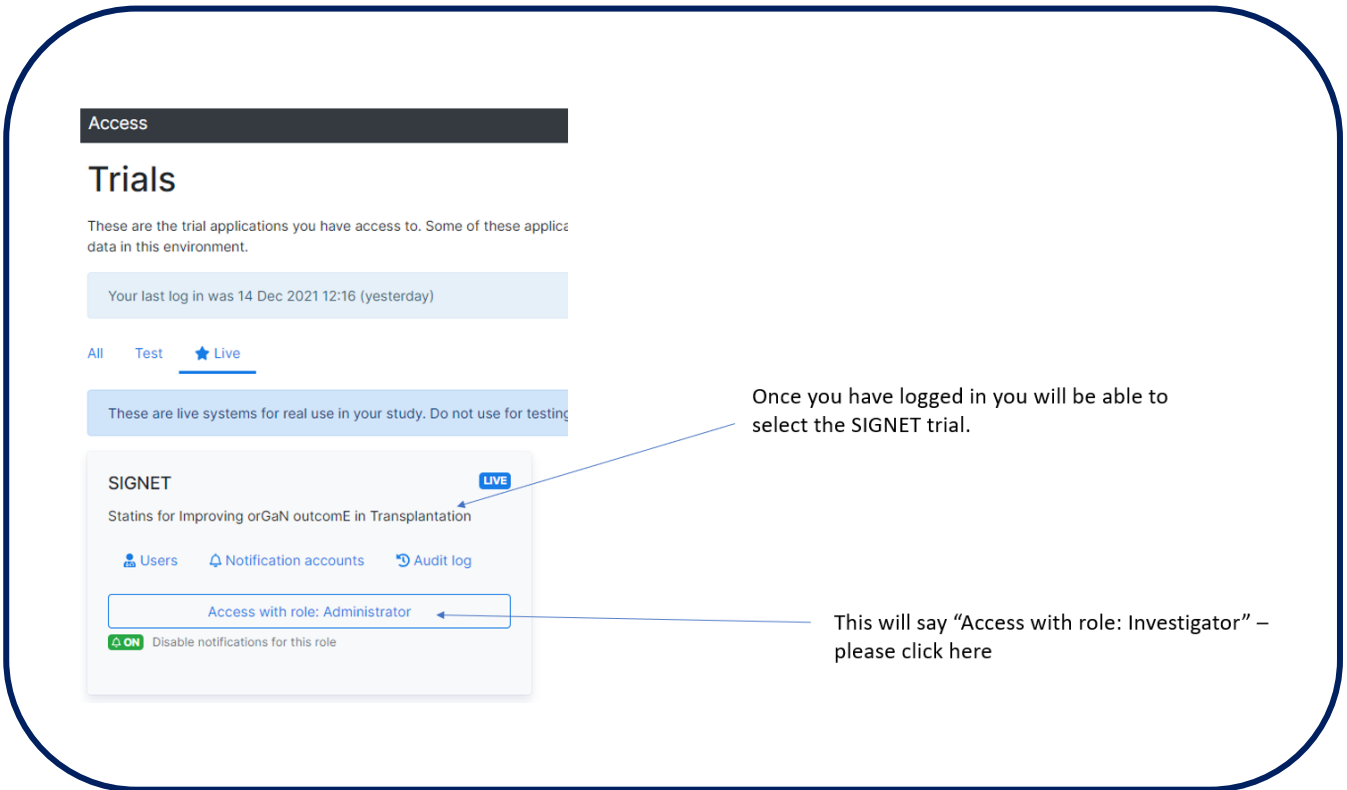 Access
Trials
These are the trial applications you have access to. Some of these applica
data in this environment.
Your last log in was 14 Dec 2021 12:16 (yesterday)
All Test Live
These are live systems for real use in your study. Do not use for testing
Once you have logged in you will be able to
select the SIGNET trial.
SIGNET LIVE
Statins for Improving orGaN outcomE in Transplantation
Users Notification accounts Audit log
Access with role: Administrator
ON Disable notifications for this role
This will say “Access with role: Investigator” –
please click here